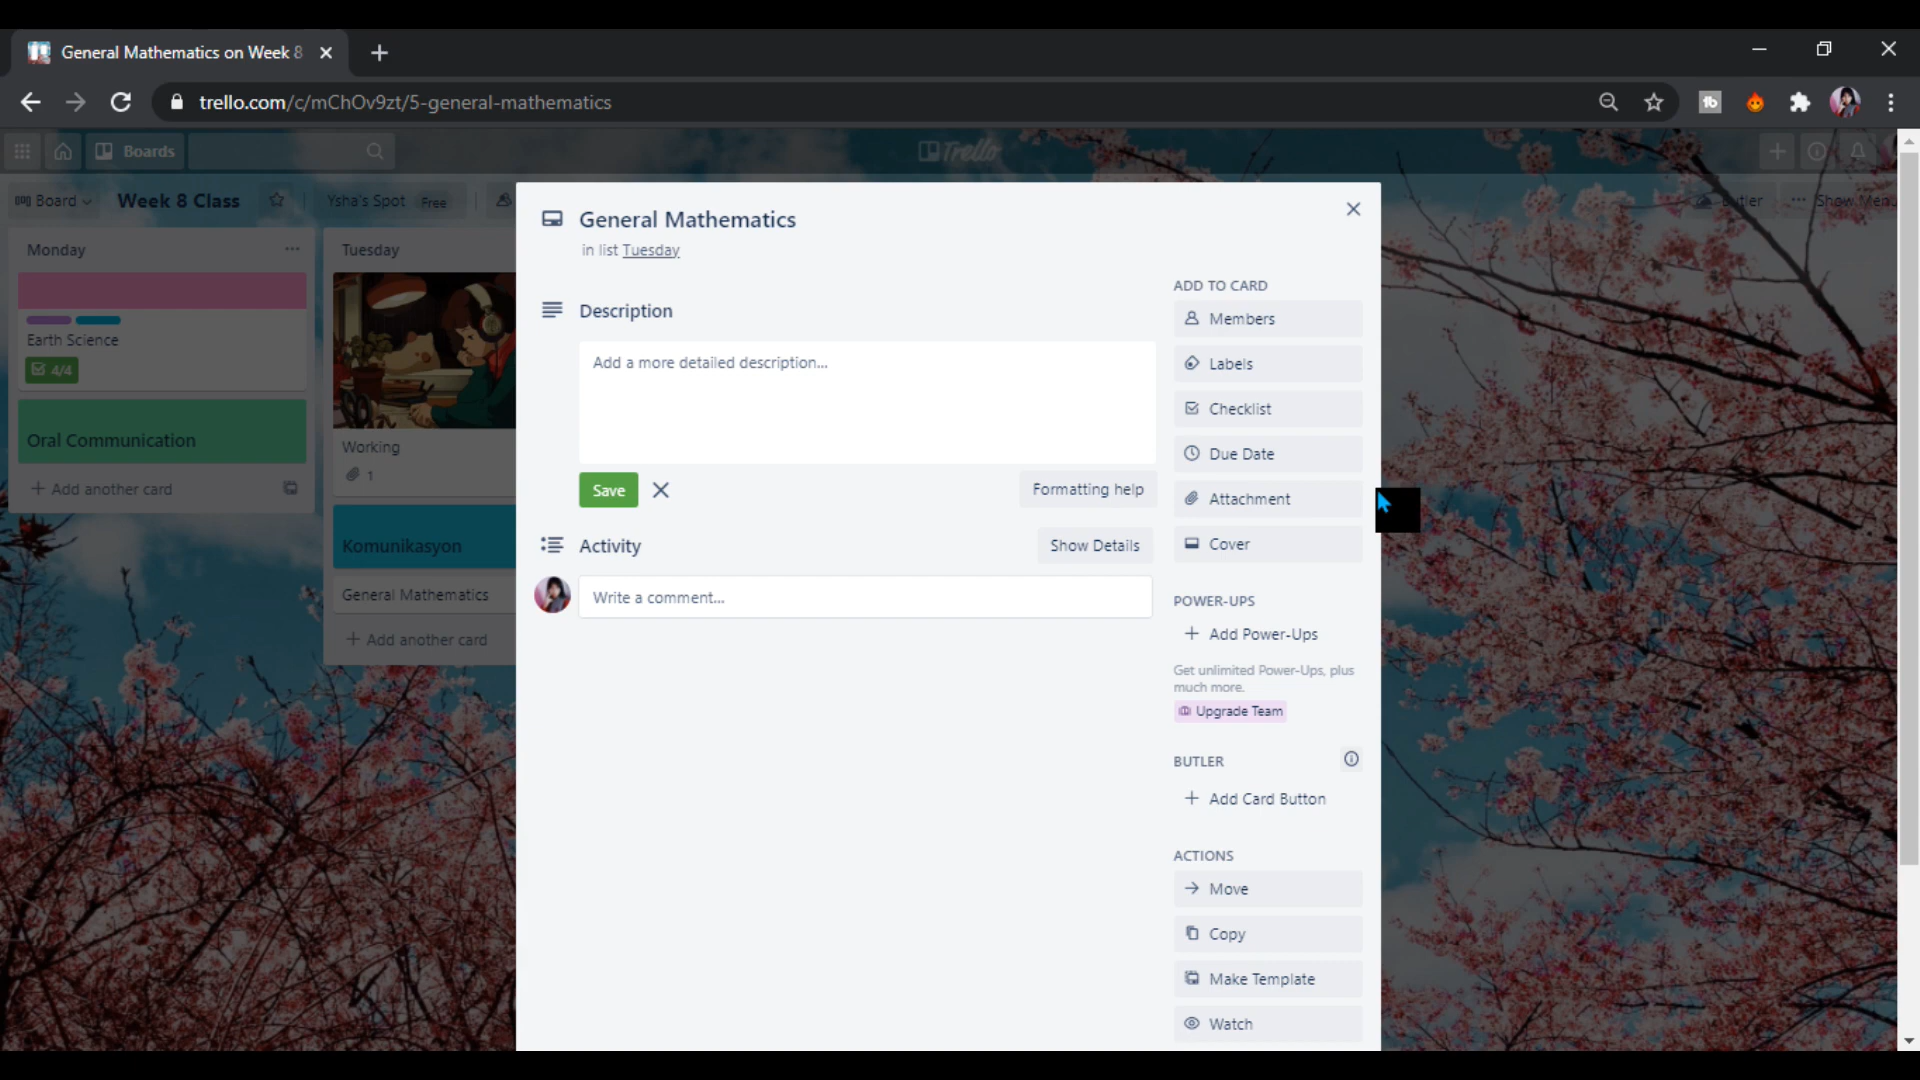 General Mathematics on Week 8
trello.com/c/mChOv9zt/5-general-mathematics
Boards
Trello
Board
Week 8 Class
Ysha's Spot
Free
Butler
Show Menu
Monday
Earth Science
4/4
Oral Communication
Add another card
Tuesday
Working
1
Komunikasyon
General Mathematics
Add another card
General Mathematics
in list Tuesday
Description
Add a more detailed description...
Save
Formatting help
Activity
Show Details
Write a comment...
ADD TO CARD
Members
Labels
Checklist
Due Date
Attachment
Cover
POWER-UPS
Add Power-Ups
Get unlimited Power-Ups, plus
much more.
Upgrade Team
BUTLER
Add Card Button
ACTIONS
Move
Copy
Make Template
Watch